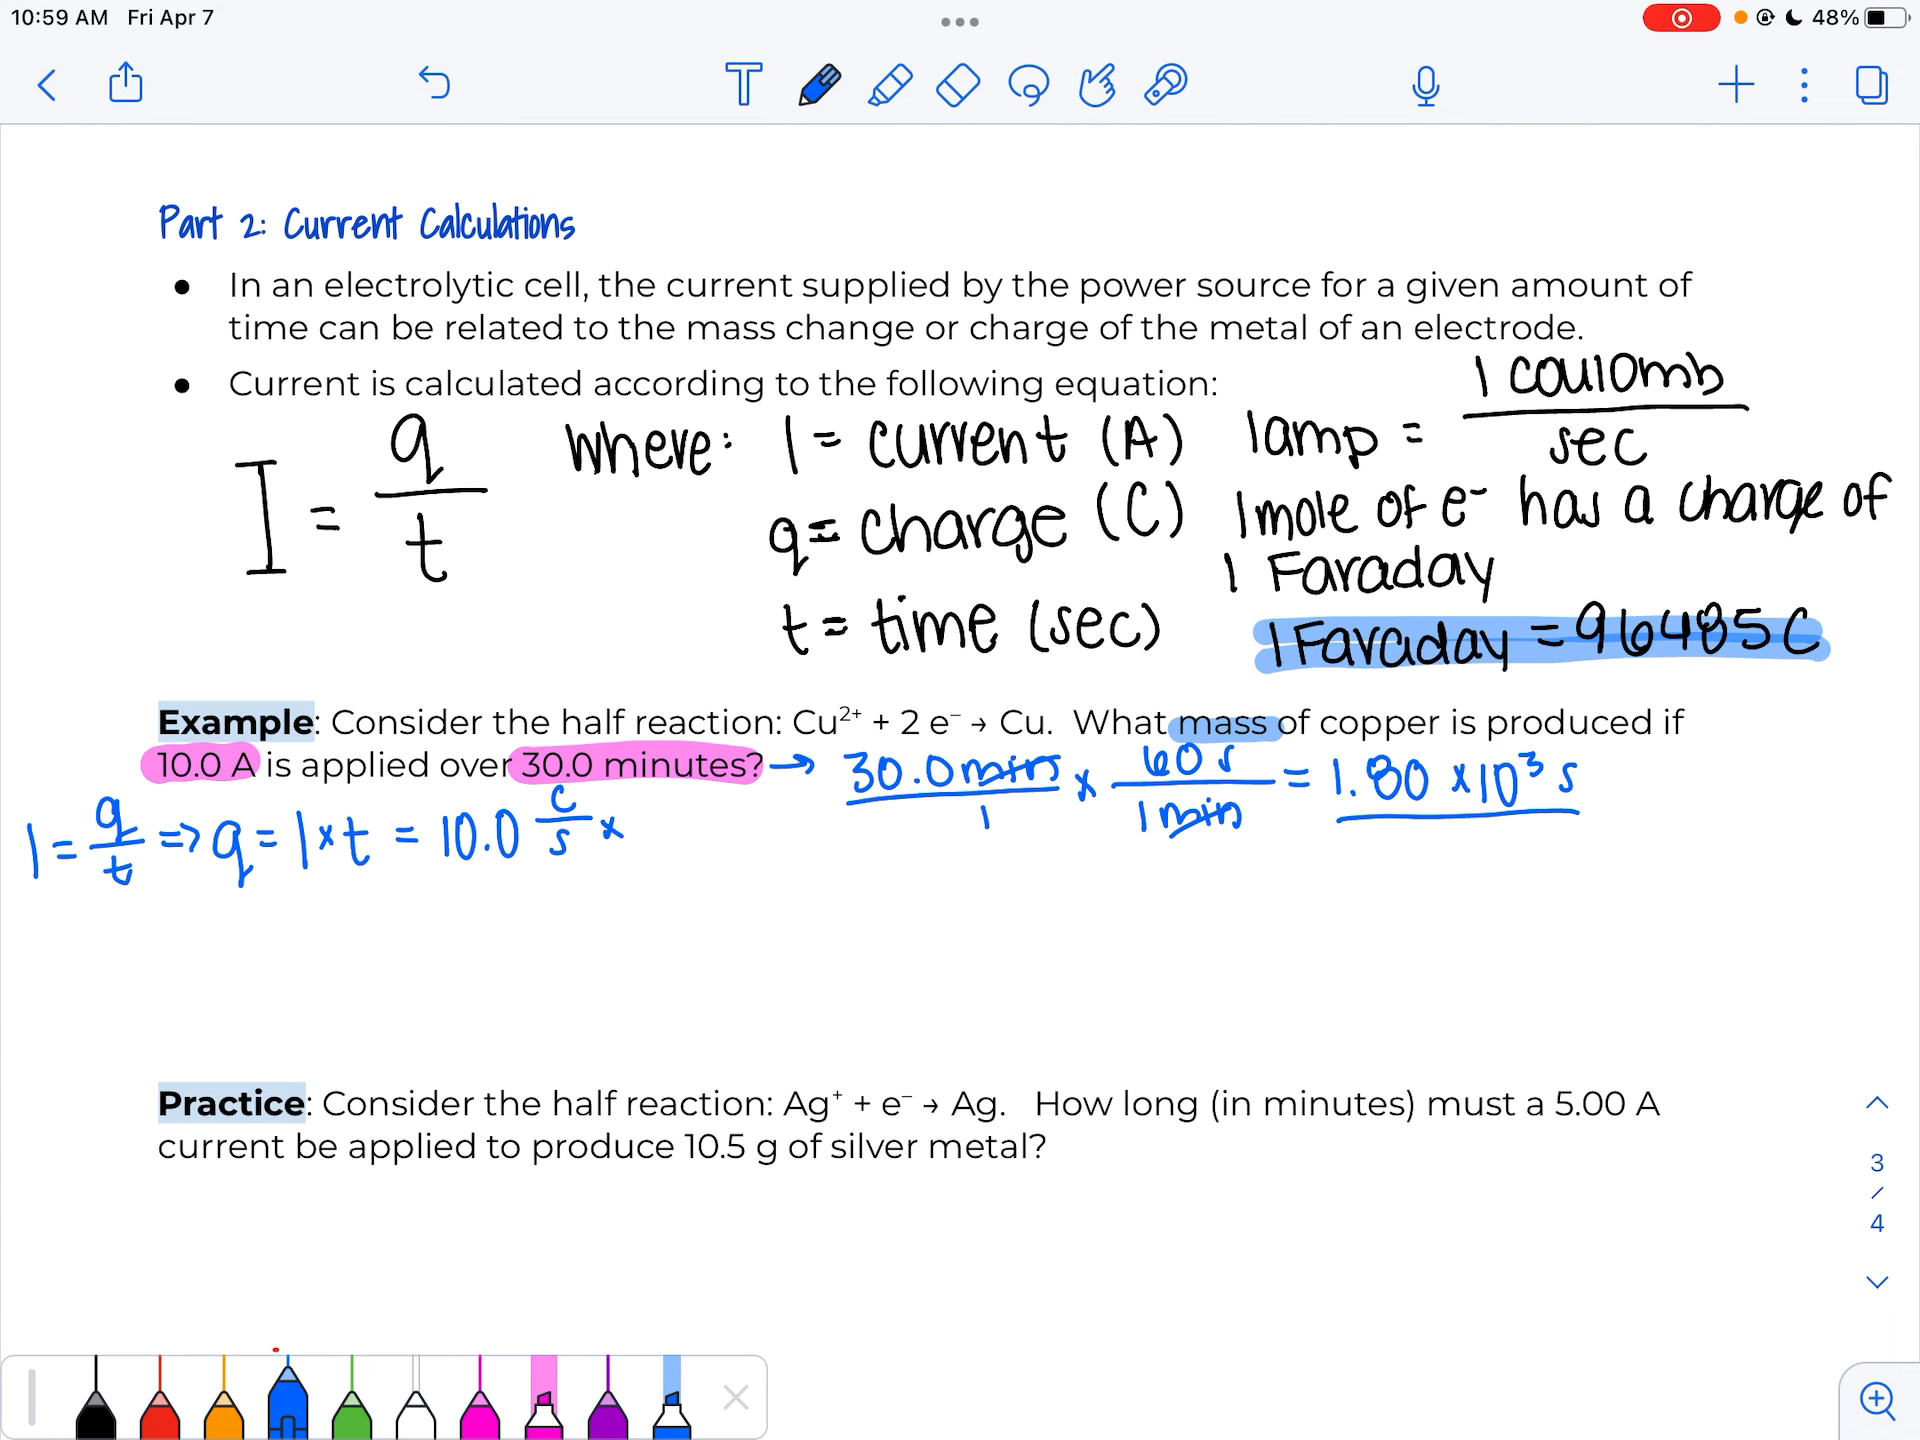 10:59 AM Fri Apr 7
48%
Part 2: Current Calculations
● In an electrolytic cell, the current supplied by the power source for a given amount of
time can be related to the mass change or charge of the metal of an electrode.
● Current is calculated according to the following equation:
I = q/t where: I = current (A) 1amp = 1 coulomb/sec
q = charge (C) 1 mole of e⁻ has a charge of
1 Faraday
t = time (sec) 1 Faraday = 96485 C
Example: Consider the half reaction: Cu²⁺ + 2 e⁻ → Cu. What mass of copper is produced if
10.0 A is applied over 30.0 minutes? → 30.0 min/1 × 60 s/1 min = 1.80 × 10³ s
I = q/t ⇒ q = I × t = 10.0 C/s ×
Practice: Consider the half reaction: Ag⁺ + e⁻ → Ag. How long (in minutes) must a 5.00 A
current be applied to produce 10.5 g of silver metal?
3
/
4